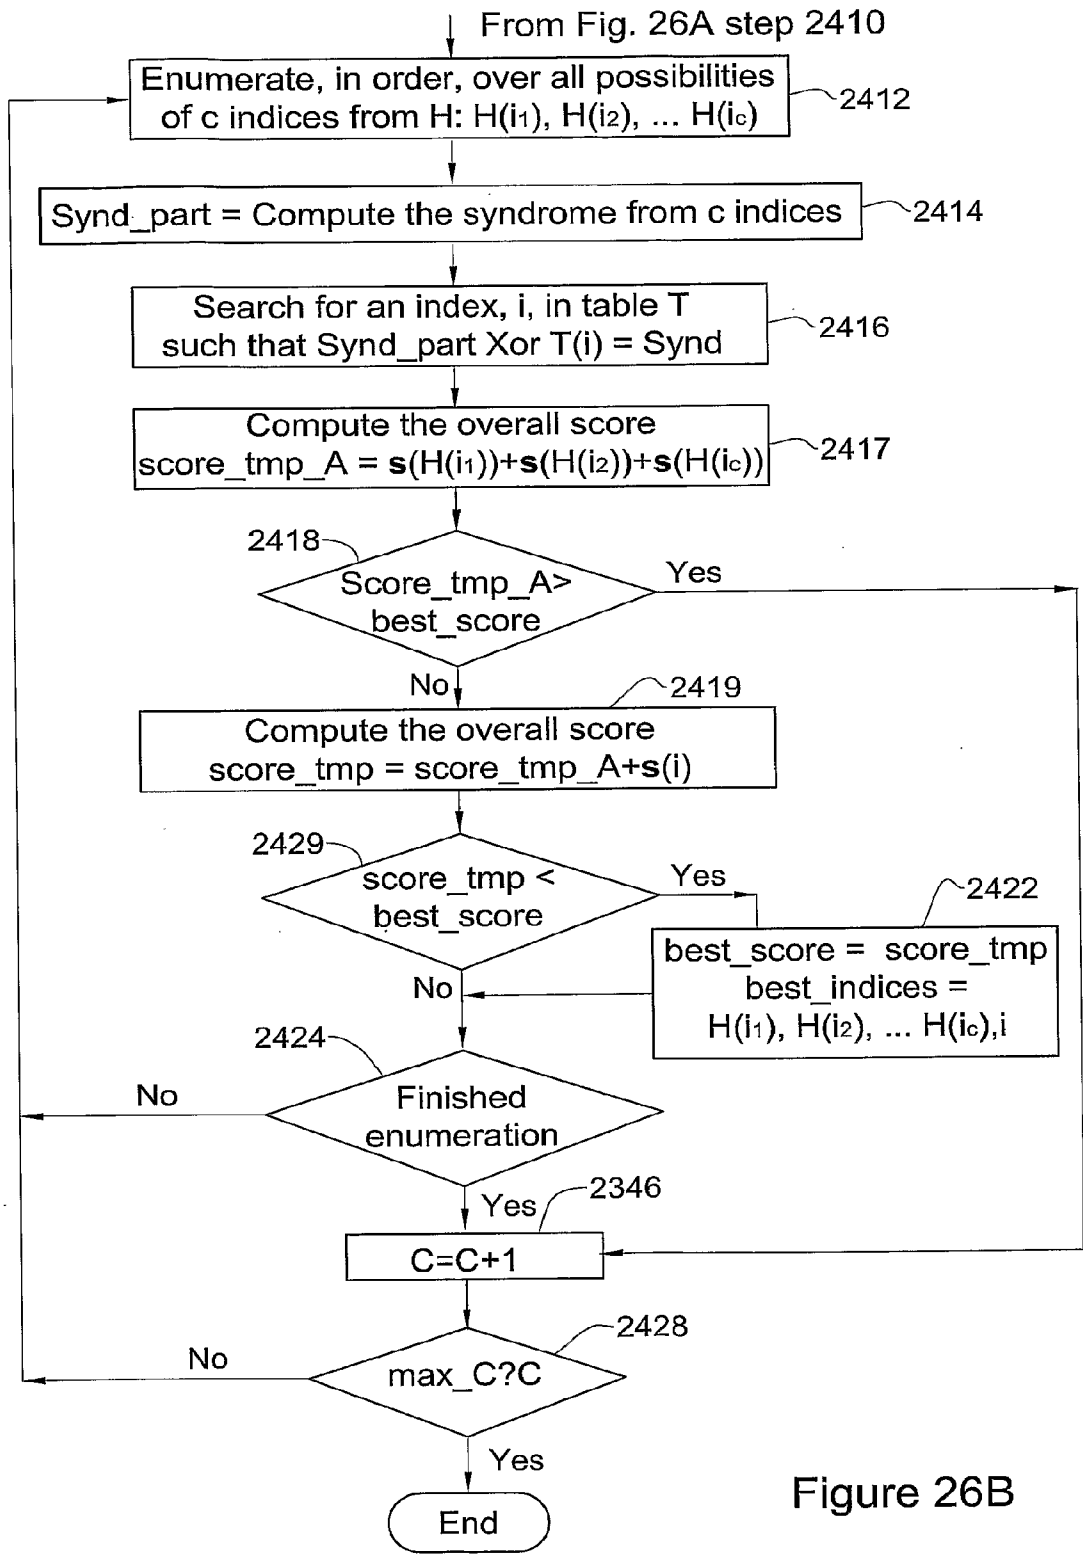 From Fig. 26A step 2410
Enumerate, in order, over all possibilities
of c indices from H: H(i1), H(i2), ... H(ic)
2412
Synd_part = Compute the syndrome from c indices
2414
Search for an index, i, in table T
such that Synd_part Xor T(i) = Synd
2416
Compute the overall score
score_tmp_A = s(H(i1))+s(H(i2))+s(H(ic))
2417
2418
Score_tmp_A>
best_score
Yes
No
2419
Compute the overall score
score_tmp = score_tmp_A+s(i)
2429
score_tmp <
best_score
Yes
2422
best_score = score_tmp
best_indices =
H(i1), H(i2), ... H(ic),i
No
2424
Finished
enumeration
No
Yes
2346
C=C+1
2428
max_C?C
No
Yes
End
Figure 26B